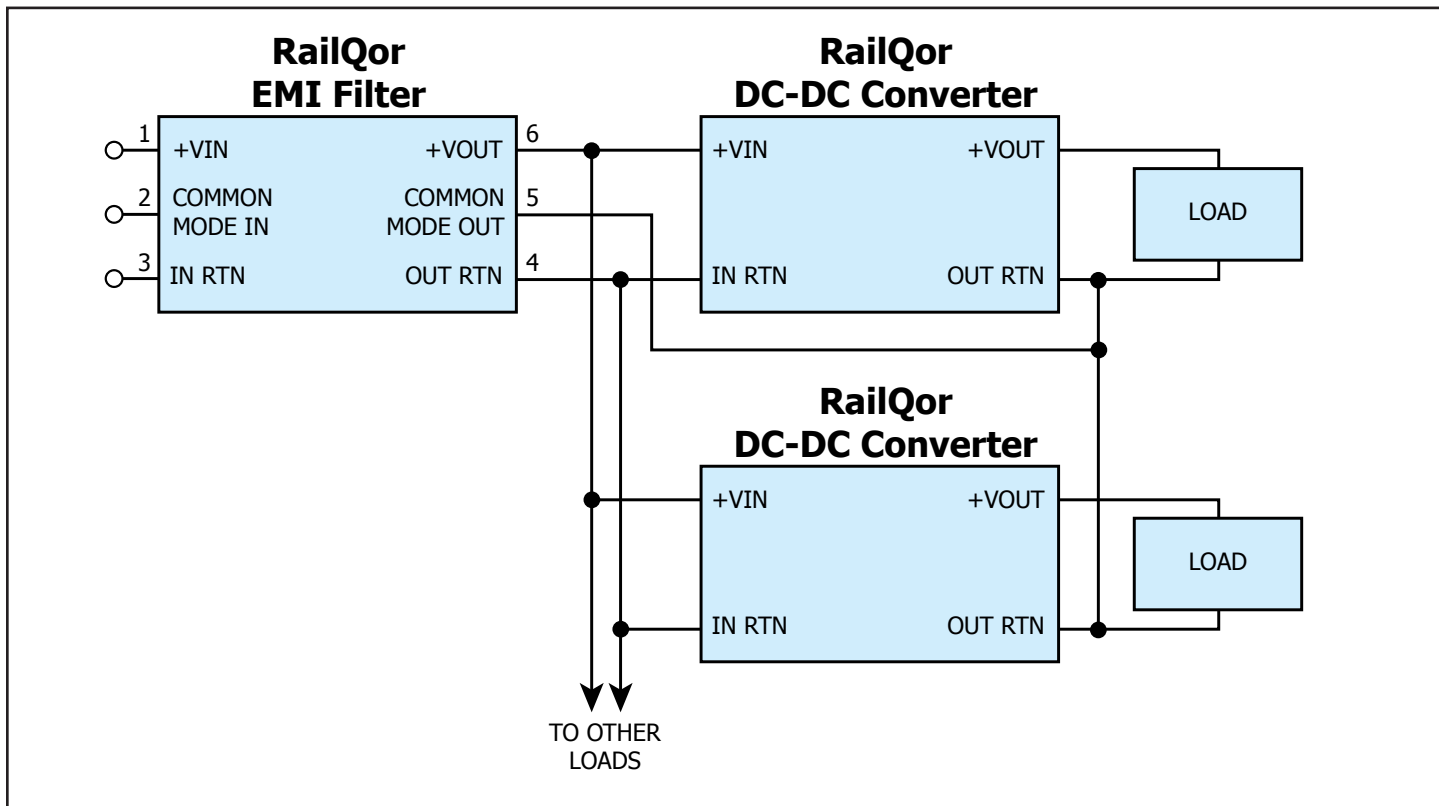 RailQor
EMI Filter
1
+VIN
+VOUT
6
2
COMMON
MODE IN
COMMON
MODE OUT
5
3
IN RTN
OUT RTN
4
RailQor
DC-DC Converter
+VIN
+VOUT
IN RTN
OUT RTN
LOAD
RailQor
DC-DC Converter
+VIN
+VOUT
IN RTN
OUT RTN
LOAD
TO OTHER
LOADS